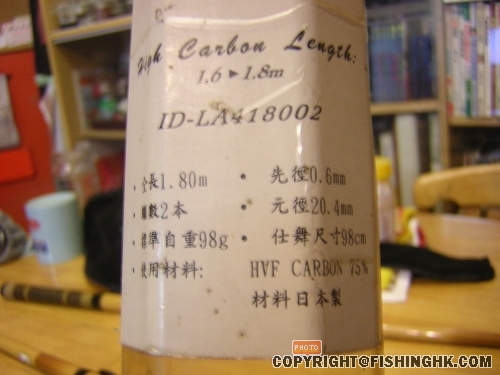 High Carbon Length:
1.6►1.8m
ID-LA418002
・全長1.80m ・ 先徑0.6mm
・節數2本 ・ 元徑20.4mm
・標準自重98g ・ 仕舞尺寸98cm
・使用材料: HVF CARBON 75%
材料日本製
PHOTO
COPYRIGHT@FISHINGHK.COM